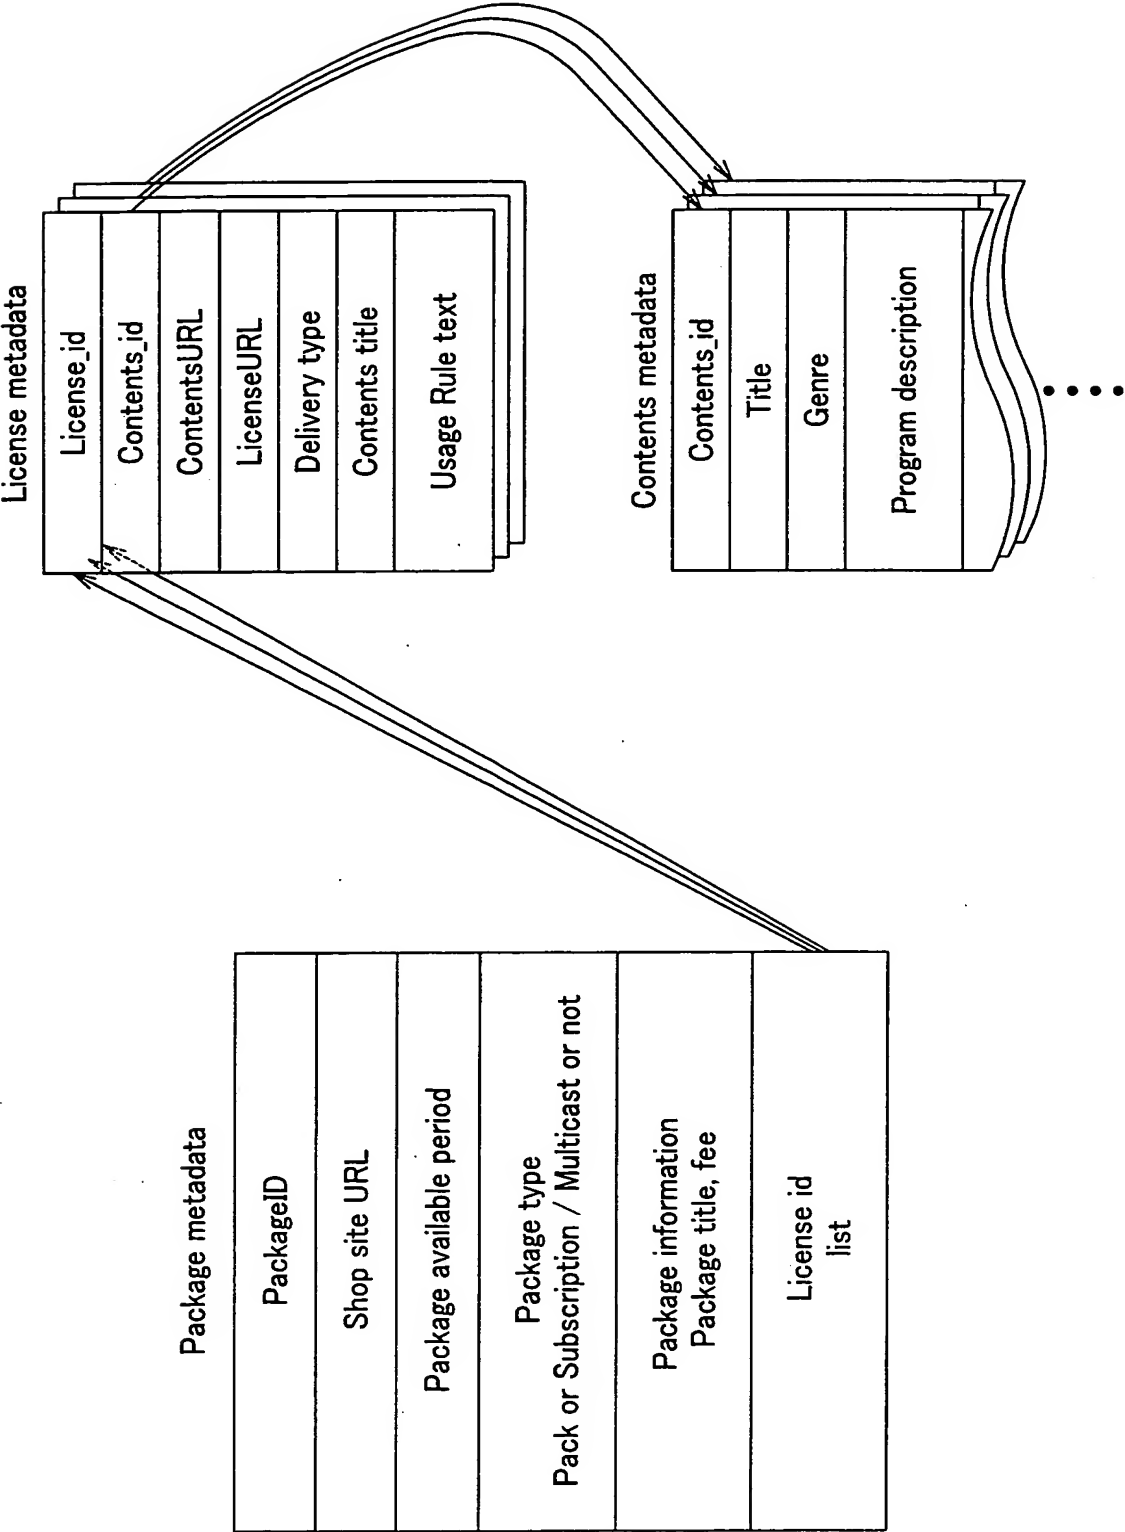 Package metadata
PackageID
Shop site URL
Package available period
Package type
Pack or Subscription / Multicast or not
Package information
Package title, fee
License id
list
License metadata
License_id
Contents_id
ContentsURL
LicenseURL
Delivery type
Contents title
Usage Rule text
Contents metadata
Contents_id
Title
Genre
Program description